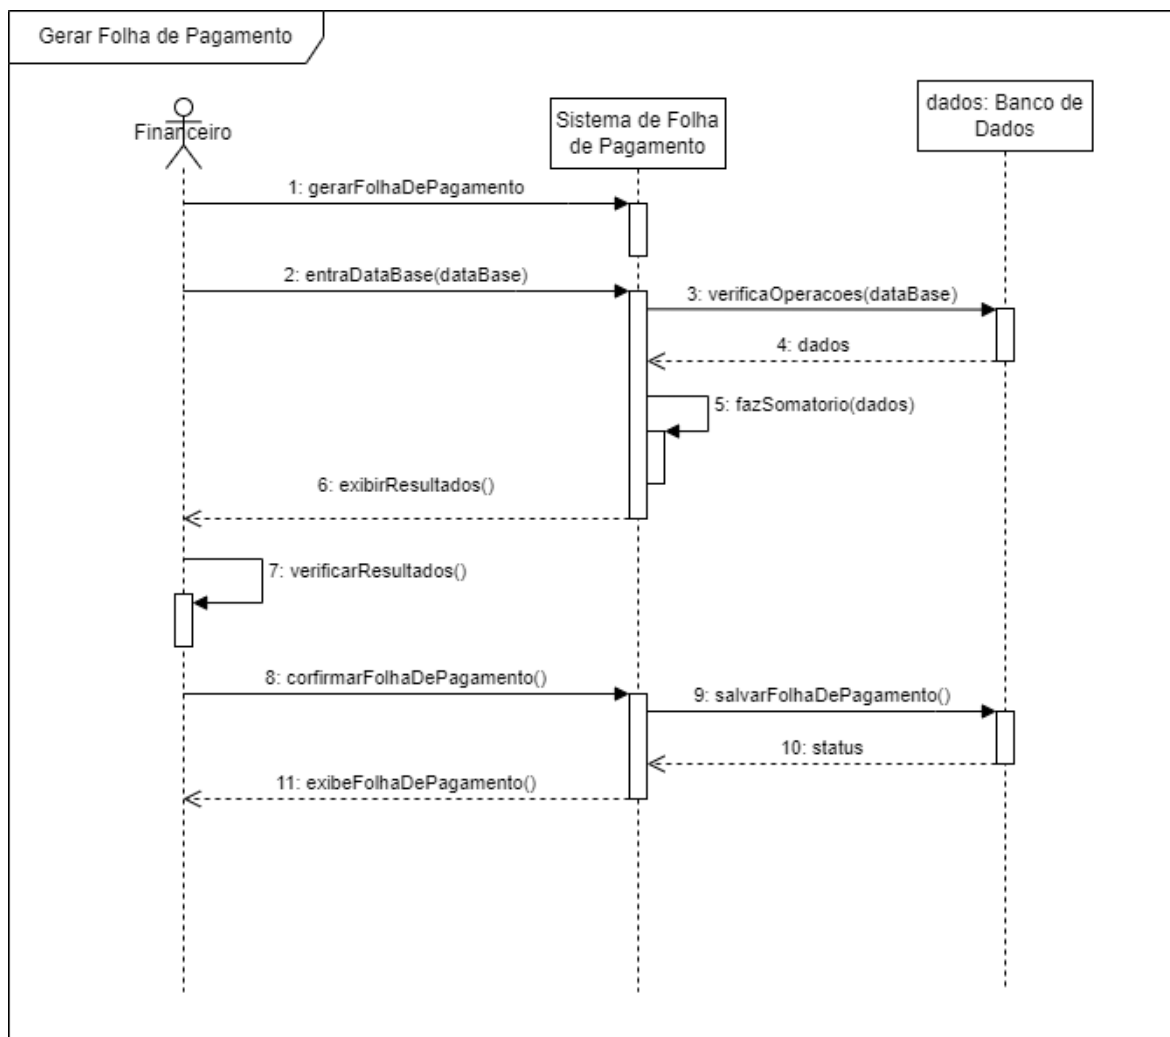 Gerar Folha de Pagamento
Financeiro
Sistema de Folha
de Pagamento
dados: Banco de
Dados
1: gerarFolhaDePagamento
2: entraDataBase(dataBase)
3: verificaOperacoes(dataBase)
4: dados
5: fazSomatorio(dados)
6: exibirResultados()
7: verificarResultados()
8: corfirmarFolhaDePagamento()
9: salvarFolhaDePagamento()
10: status
11: exibeFolhaDePagamento()